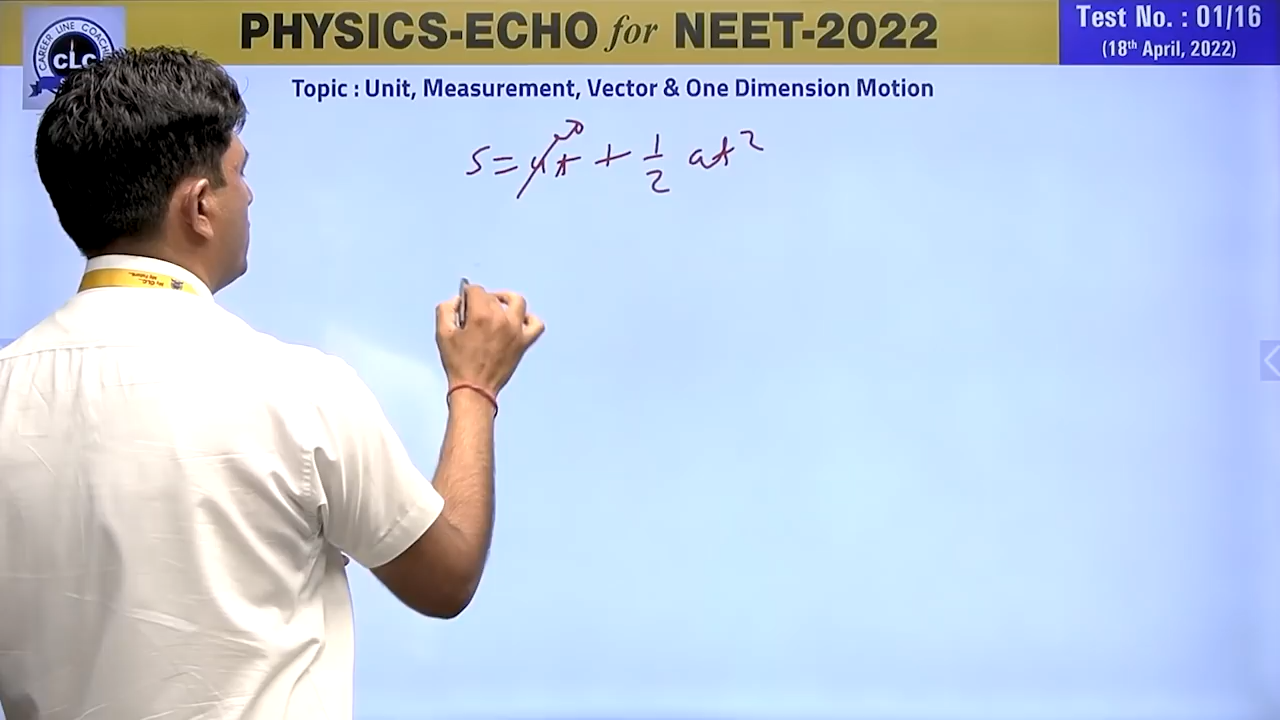 PHYSICS-ECHO for NEET-2022
Test No. : 01/16
(18th April, 2022)
CAREER LINE COACHI
CLC
Topic : Unit, Measurement, Vector & One Dimension Motion
S = ut + 1/2 at²